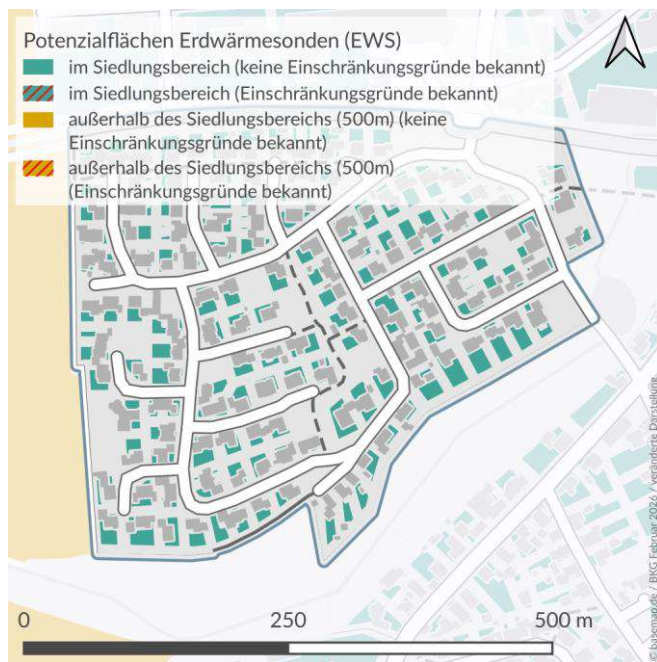 Potenzialflächen Erdwärmesonden (EWS)
im Siedlungsbereich (keine Einschränkungsgründe bekannt)
im Siedlungsbereich (Einschränkungsgründe bekannt)
außerhalb des Siedlungsbereichs (500m) (keine
Einschränkungsgründe bekannt)
außerhalb des Siedlungsbereichs (500m)
(Einschränkungsgründe bekannt)
© basemap.de / BKG Februar 2026 / veränderte Darstellung
0 250 500 m